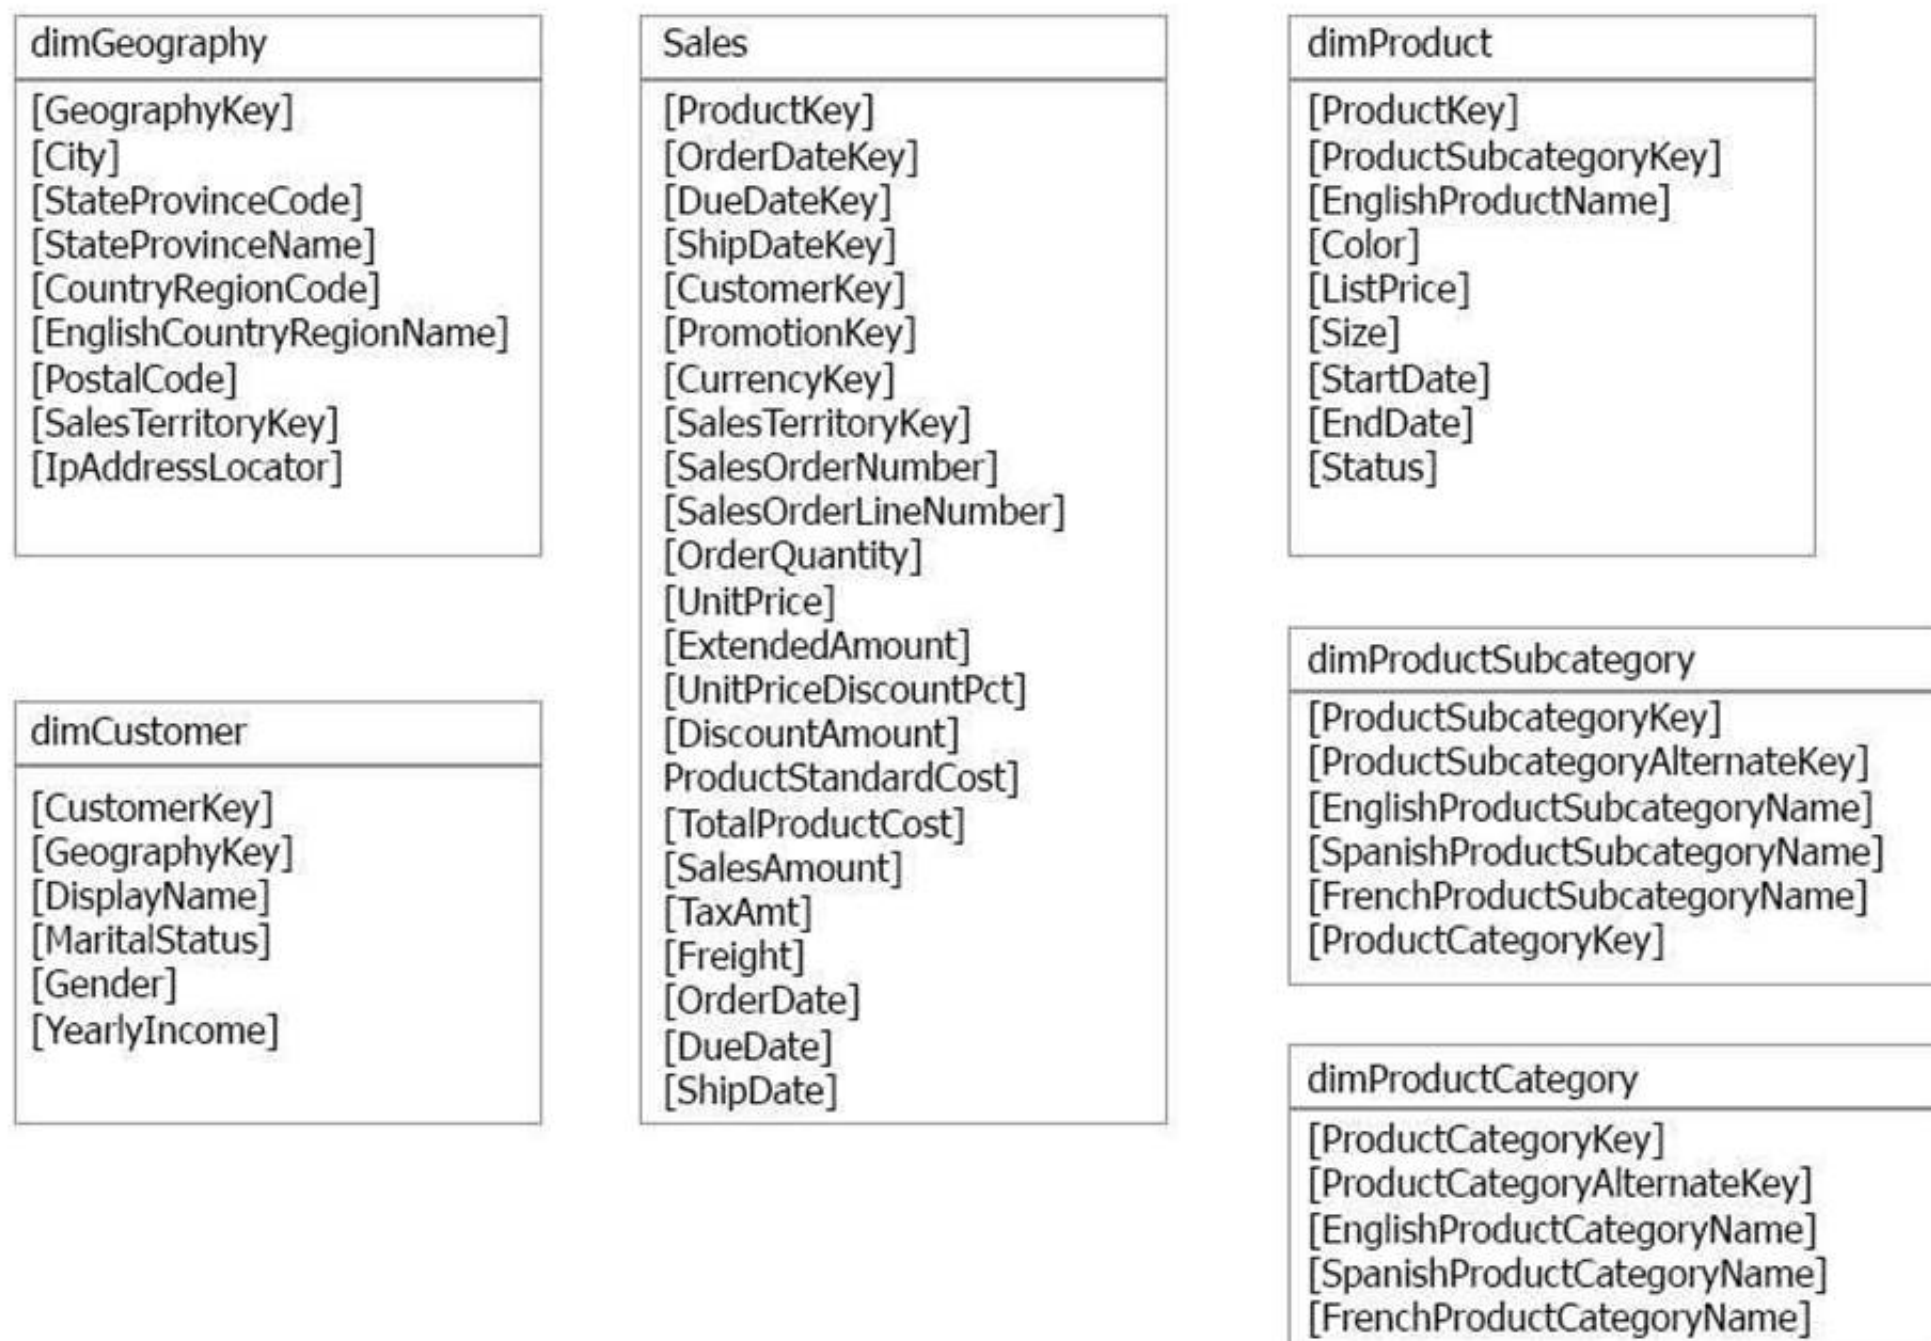 dimGeography
[GeographyKey]
[City]
[StateProvinceCode]
[StateProvinceName]
[CountryRegionCode]
[EnglishCountryRegionName]
[PostalCode]
[SalesTerritoryKey]
[IpAddressLocator]
dimCustomer
[CustomerKey]
[GeographyKey]
[DisplayName]
[MaritalStatus]
[Gender]
[YearlyIncome]
Sales
[ProductKey]
[OrderDateKey]
[DueDateKey]
[ShipDateKey]
[CustomerKey]
[PromotionKey]
[CurrencyKey]
[SalesTerritoryKey]
[SalesOrderNumber]
[SalesOrderLineNumber]
[OrderQuantity]
[UnitPrice]
[ExtendedAmount]
[UnitPriceDiscountPct]
[DiscountAmount]
ProductStandardCost]
[TotalProductCost]
[SalesAmount]
[TaxAmt]
[Freight]
[OrderDate]
[DueDate]
[ShipDate]
dimProduct
[ProductKey]
[ProductSubcategoryKey]
[EnglishProductName]
[Color]
[ListPrice]
[Size]
[StartDate]
[EndDate]
[Status]
dimProductSubcategory
[ProductSubcategoryKey]
[ProductSubcategoryAlternateKey]
[EnglishProductSubcategoryName]
[SpanishProductSubcategoryName]
[FrenchProductSubcategoryName]
[ProductCategoryKey]
dimProductCategory
[ProductCategoryKey]
[ProductCategoryAlternateKey]
[EnglishProductCategoryName]
[SpanishProductCategoryName]
[FrenchProductCategoryName]